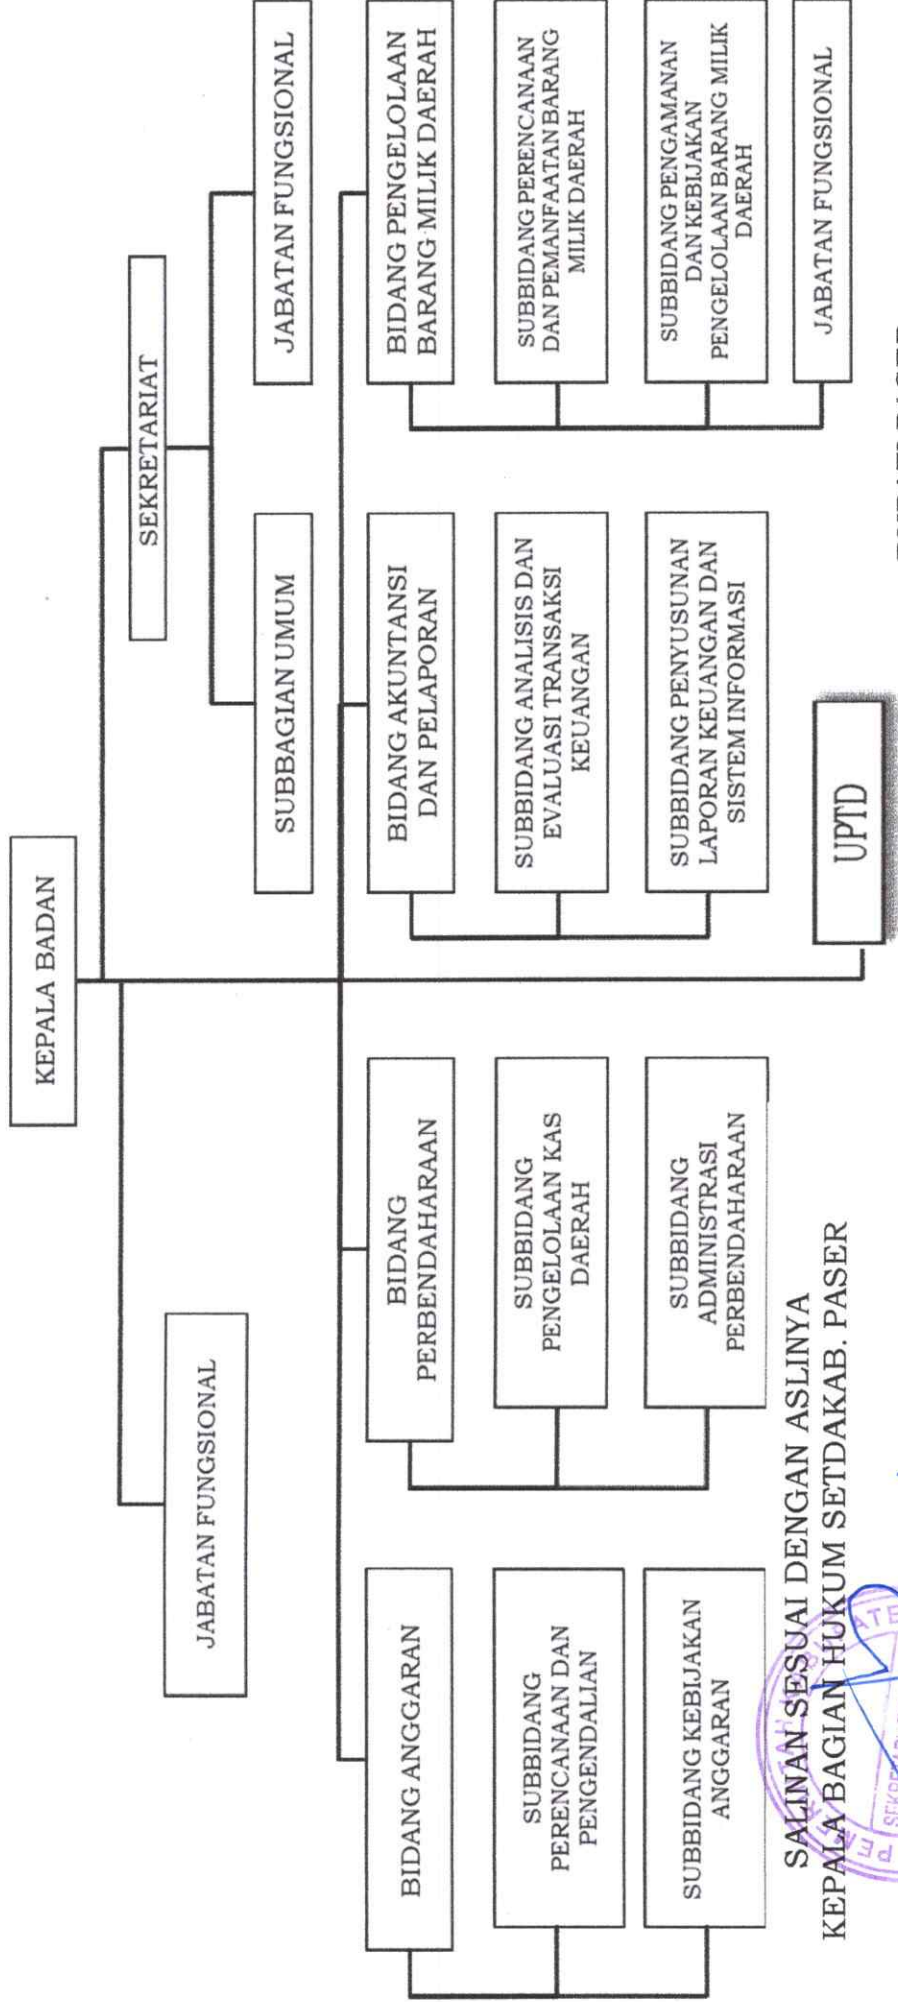 KEPALA BADAN
SEKRETARIAT
JABATAN FUNGSIONAL
SUBBAGIAN UMUM
JABATAN FUNGSIONAL
BIDANG ANGGARAN
SUBBIDANG
PERENCANAAN DAN
PENGENDALIAN
SUBBIDANG KEBIJAKAN
ANGGARAN
BIDANG
PERBENDAHARAAN
SUBBIDANG
PENGELOLAAN KAS
DAERAH
SUBBIDANG
ADMINISTRASI
PERBENDAHARAAN
BIDANG AKUNTANSI
DAN PELAPORAN
SUBBIDANG ANALISIS DAN
EVALUASI TRANSAKSI
KEUANGAN
SUBBIDANG PENYUSUNAN
LAPORAN KEUANGAN DAN
SISTEM INFORMASI
BIDANG PENGELOLAAN
BARANG MILIK DAERAH
SUBBIDANG PERENCANAAN
DAN PEMANFAATAN BARANG
MILIK DAERAH
SUBBIDANG PENGAMANAN
DAN KEBIJAKAN
PENGELOLAAN BARANG MILIK
DAERAH
JABATAN FUNGSIONAL
UPTD
SALINAN SESUAI DENGAN ASLINYA
KEPALA BAGIAN HUKUM SETDAKAB. PASER